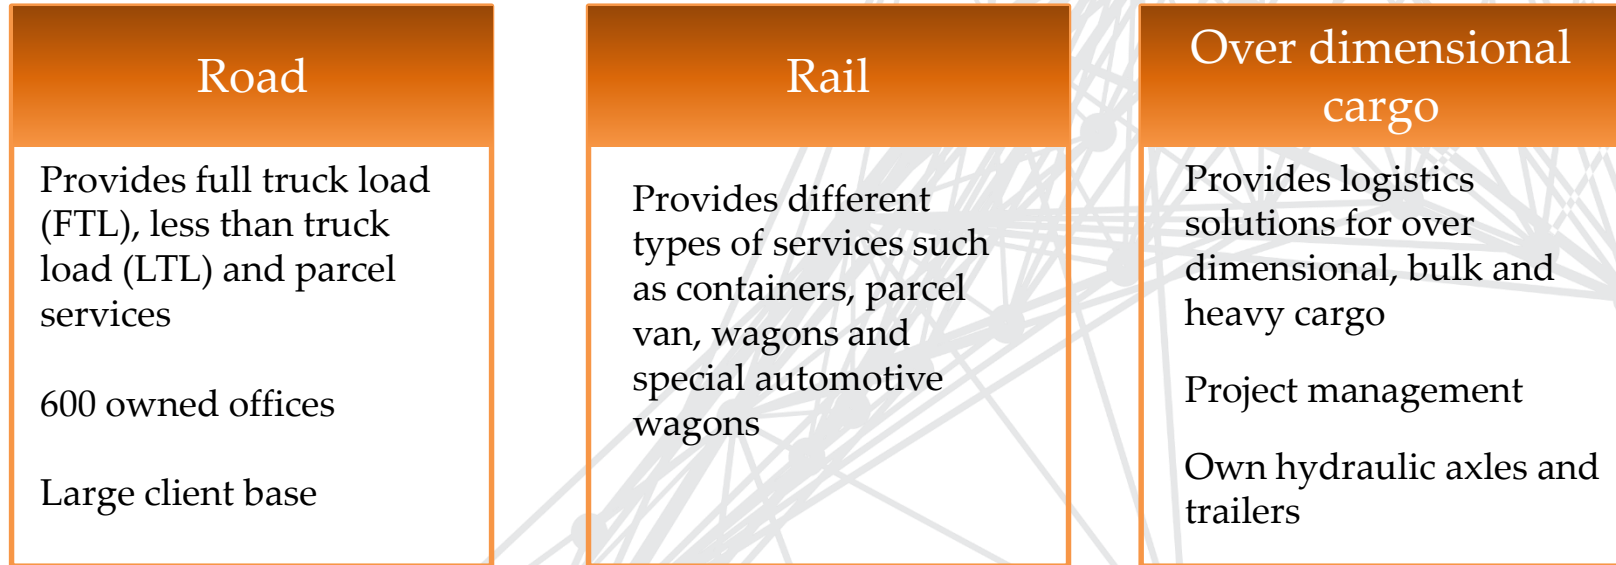 Road
Provides full truck load
(FTL), less than truck
load (LTL) and parcel
services
600 owned offices
Large client base
Rail
Provides different
types of services such
as containers, parcel
van, wagons and
special automotive
wagons
Over dimensional
cargo
Provides logistics
solutions for over
dimensional, bulk and
heavy cargo
Project management
Own hydraulic axles and
trailers